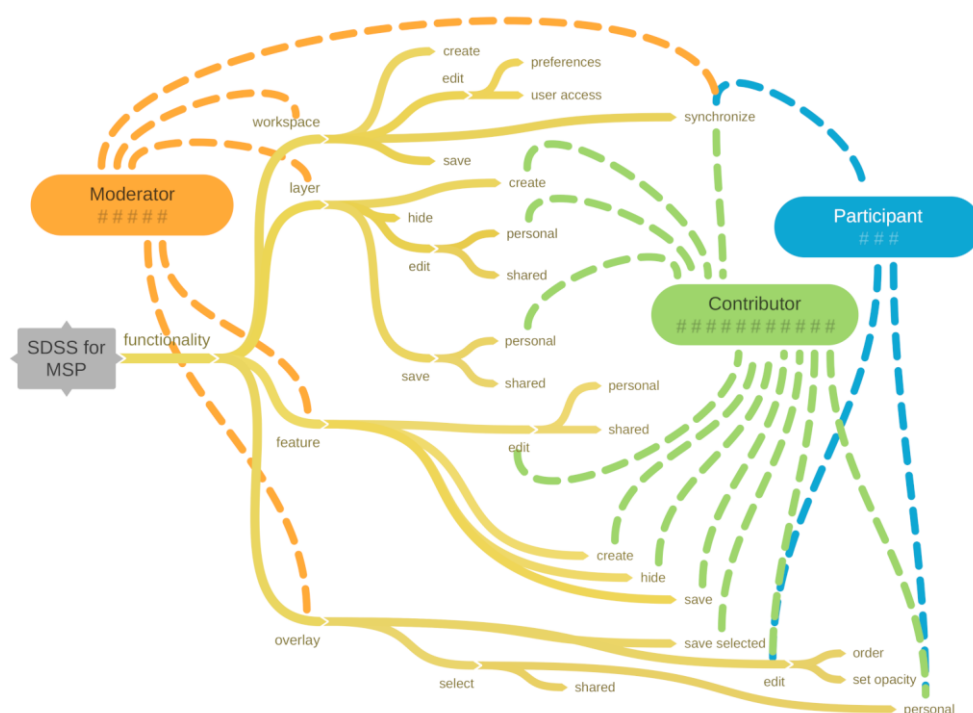 create
preferences
edit
user access
workspace
synchronize
save
Moderator
# # # # #
layer
create
hide
personal
edit
shared
Participant
# # #
Contributor
# # # # # # # # # # #
functionality
SDSS for
MSP
personal
save
shared
personal
feature
edit
shared
create
hide
save
overlay
save selected
order
select
shared
edit
set opacity
personal